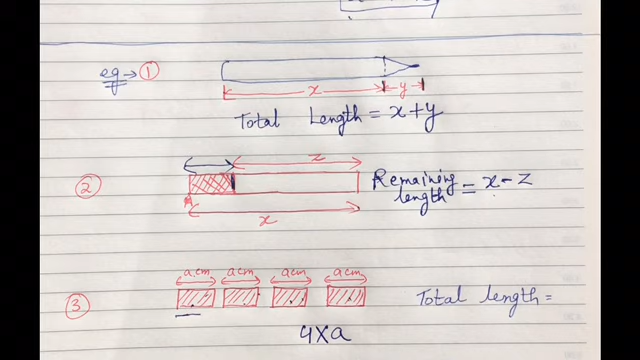 eg → ①
x y
Total Length = x+y
z
② Remaining length = x - z
A
x
a cm a cm a cm a cm
③ Total length =
4×a